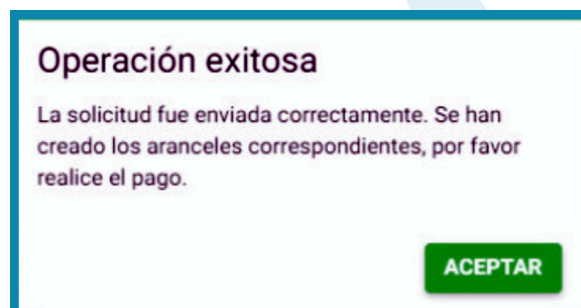 Operación exitosa
La solicitud fue enviada correctamente. Se han
creado los aranceles correspondientes, por favor
realice el pago.
ACEPTAR